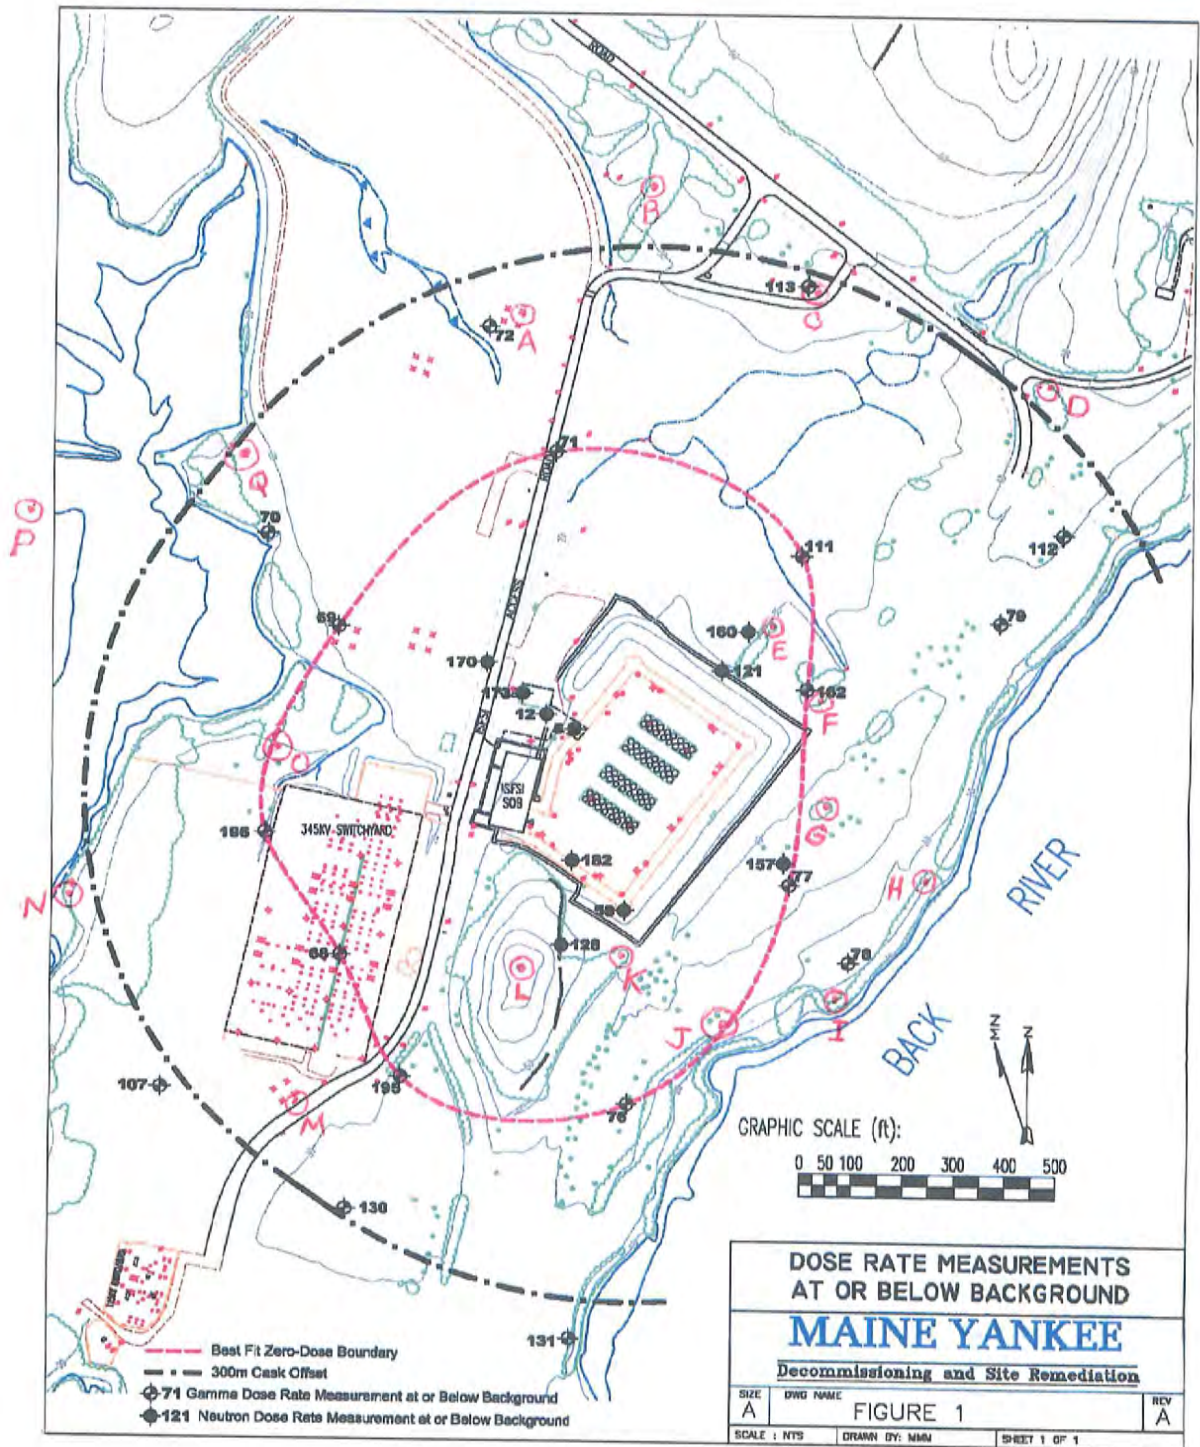 ROAD
B
113
C
72
A
D
71
ROAD
Q
P
70
111
112
ACCESS
69
79
160
E
170
121
173
162
12
F
O
ISFSI
ISFSI
SOB
196
345KV SWITCHYARD
G
182
157
77
H
N
RIVER
128
K
78
68
L
J
I
BACK
N
N
107
195
M
76
GRAPHIC SCALE (ft):
0 50 100 200 300 400 500
130
131
DOSE RATE MEASUREMENTS
AT OR BELOW BACKGROUND
MAINE YANKEE
Decommissioning and Site Remediation
Best Fit Zero-Dose Boundary
300m Cask Offset
71 Gamma Dose Rate Measurement at or Below Background
121 Neutron Dose Rate Measurement at or Below Background
SIZE
A
DWG NAME
FIGURE 1
REV
A
SCALE : NTS
DRAWN BY: MMM
SHEET 1 OF 1